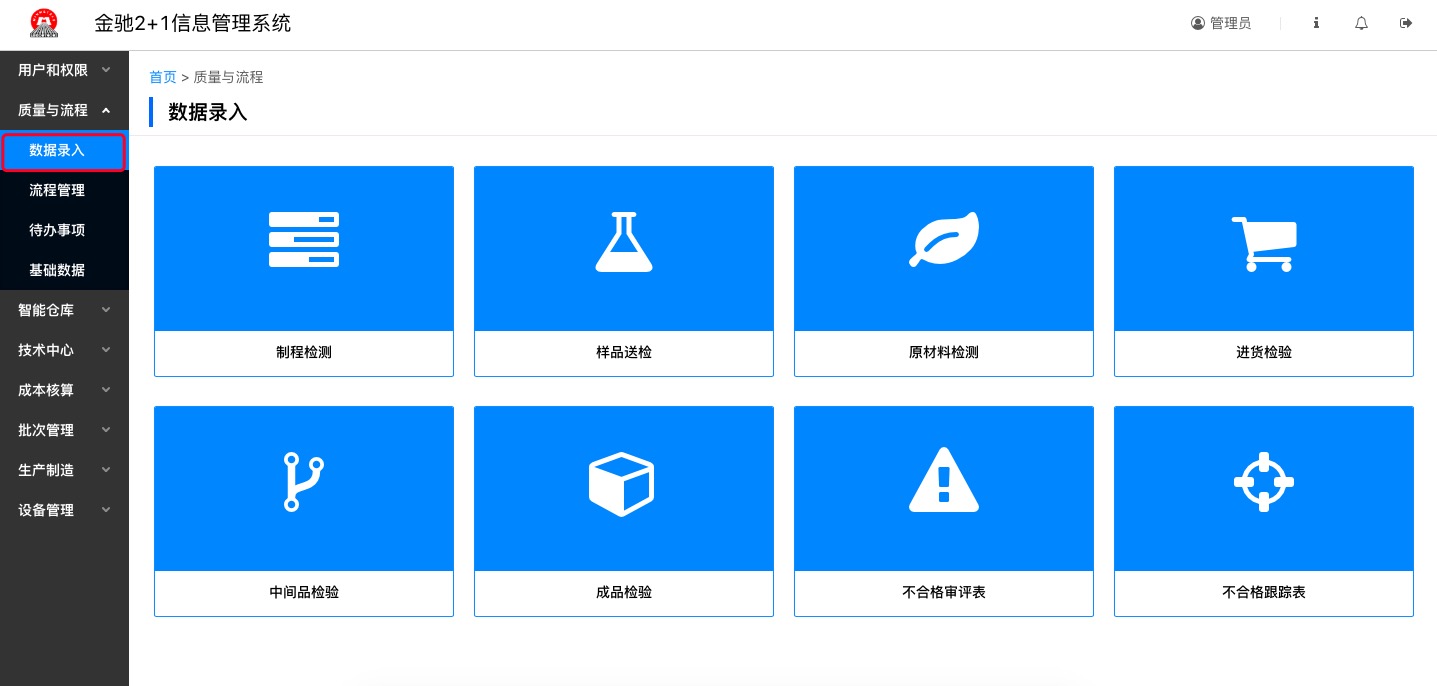 金驰2+1信息管理系统
管理员
用户和权限
质量与流程
数据录入
流程管理
待办事项
基础数据
智能仓库
技术中心
成本核算
批次管理
生产制造
设备管理
首页 > 质量与流程
数据录入
制程检测
样品送检
原材料检测
进货检验
中间品检验
成品检验
不合格审评表
不合格跟踪表